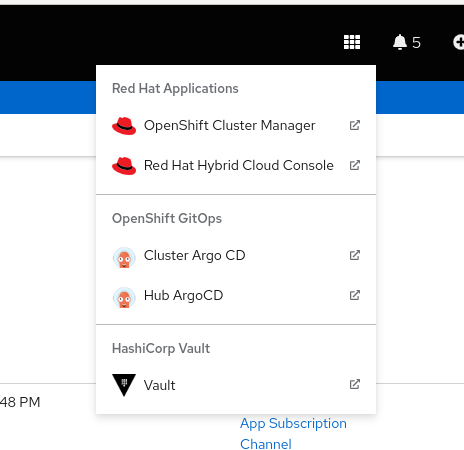 5
Red Hat Applications
OpenShift Cluster Manager
Red Hat Hybrid Cloud Console
OpenShift GitOps
Cluster Argo CD
Hub ArgoCD
HashiCorp Vault
Vault
48 PM
App Subscription
Channel